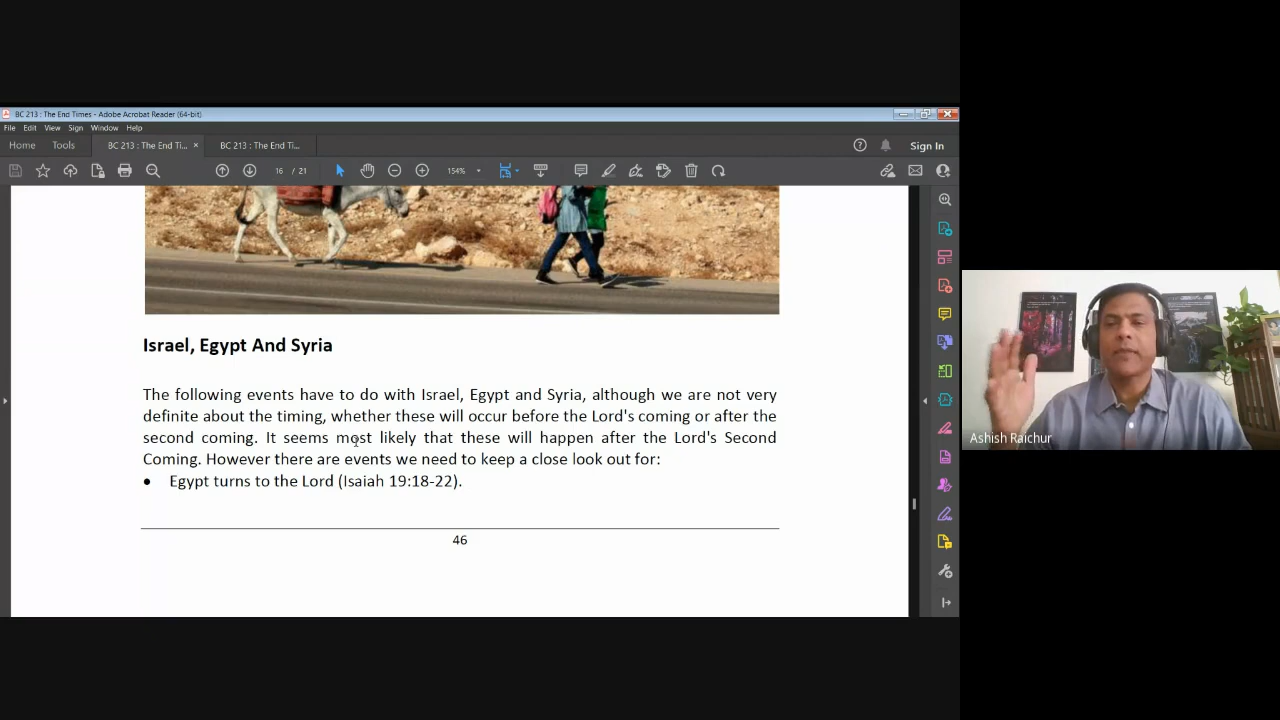 BC 213 : The End Times - Adobe Acrobat Reader (64-bit)
File Edit View Sign Window Help
Home Tools BC 213 : The End Ti... × BC 213 : The End Ti... Sign In
16 / 21 154%
Israel, Egypt And Syria
The following events have to do with Israel, Egypt and Syria, although we are not very
definite about the timing, whether these will occur before the Lord's coming or after the
second coming. It seems most likely that these will happen after the Lord's Second
Coming. However there are events we need to keep a close look out for:
• Egypt turns to the Lord (Isaiah 19:18-22).
46
Ashish Raichur